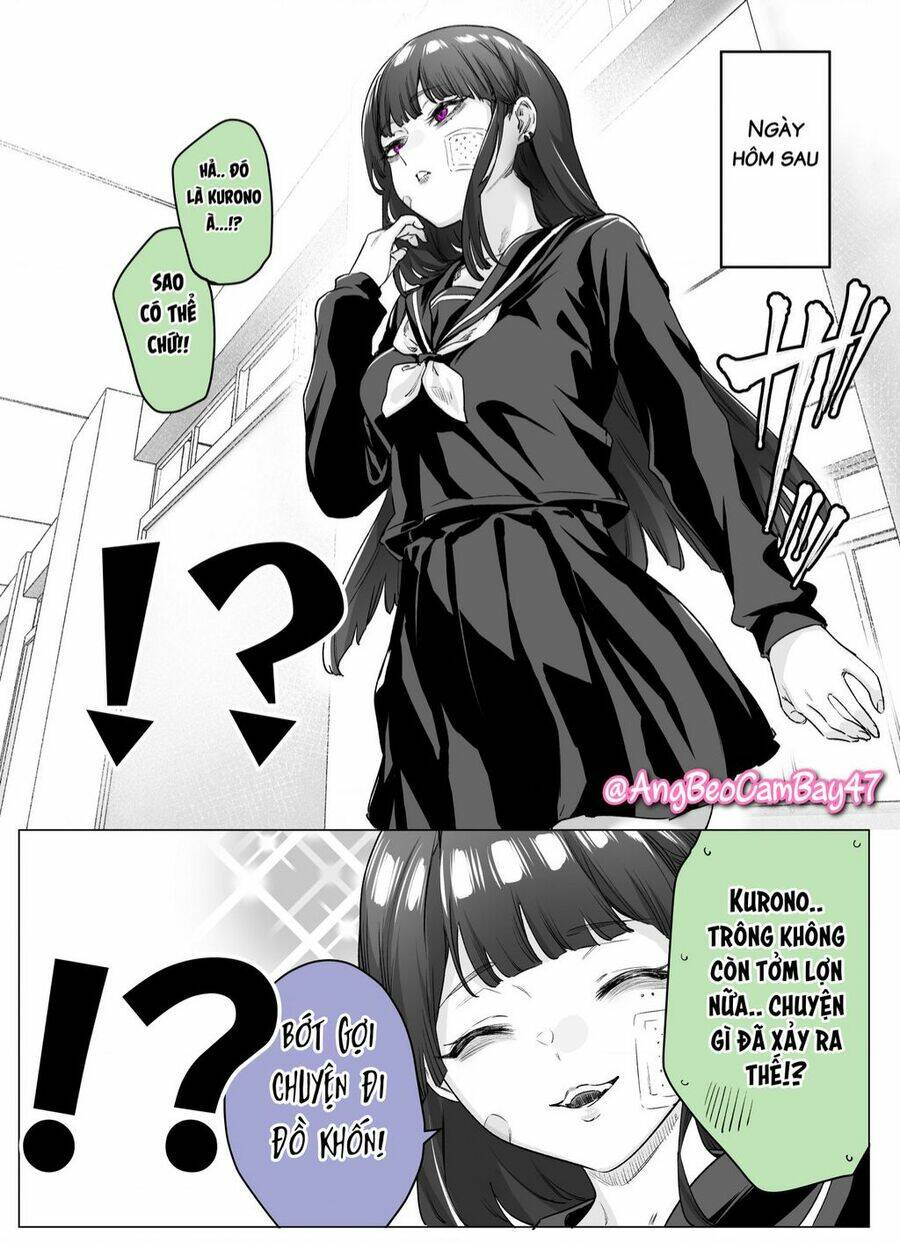 NGÀY
HÔM SAU
HẢ.. ĐÓ
LÀ KURONO
À...!?
SAO
CÓ THỂ
CHỨ!!
!?
@AngBeoCamBay47
KURONO..
TRÔNG KHÔNG
CÒN TỞM LỢN
NỮA.. CHUYỆN
GÌ ĐÃ XẢY RA
THẾ!?
!?
BỚT GỢI
CHUYỆN ĐI
ĐỒ KHỐN!